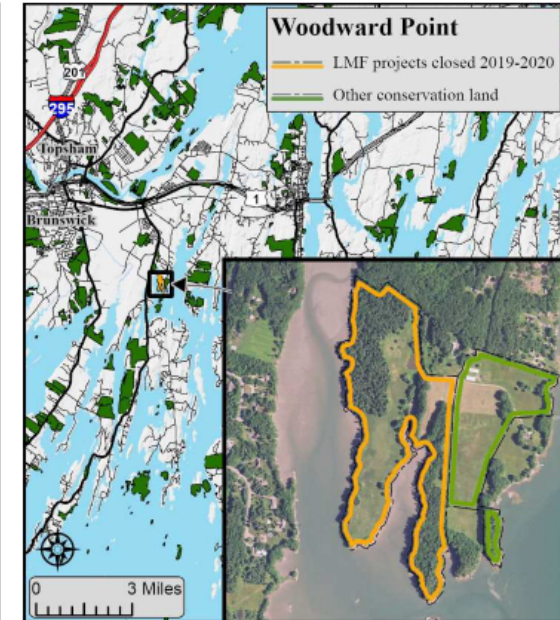 Woodward Point
LMF projects closed 2019-2020
Other conservation land
201
295
Topsham
Brunswick
1
0 3 Miles